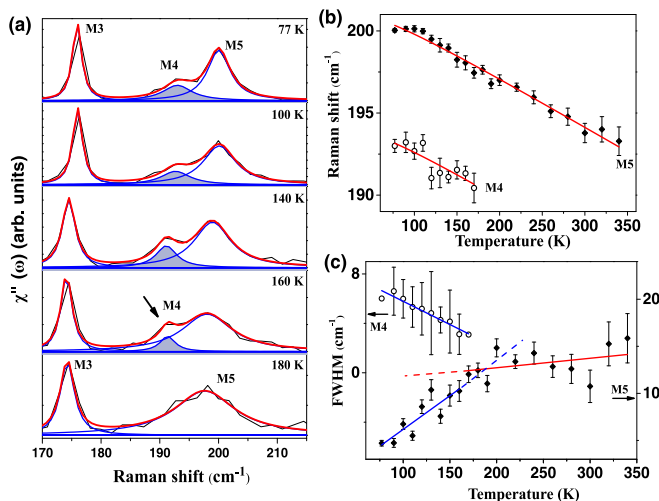 (a)
M3
77 K
M4
M5
100 K
140 K
160 K
M4
M3
180 K
M5
χ'' (ω) (arb. units)
170 180 190 200 210
Raman shift (cm-1)
(b)
200
195
190
Raman shift (cm-1)
M5
M4
50 100 150 200 250 300 350
Temperature (K)
(c)
8
0
FWHM (cm-1)
20
10
M4
M5
100 150 200 250 300 350
Temperature (K)